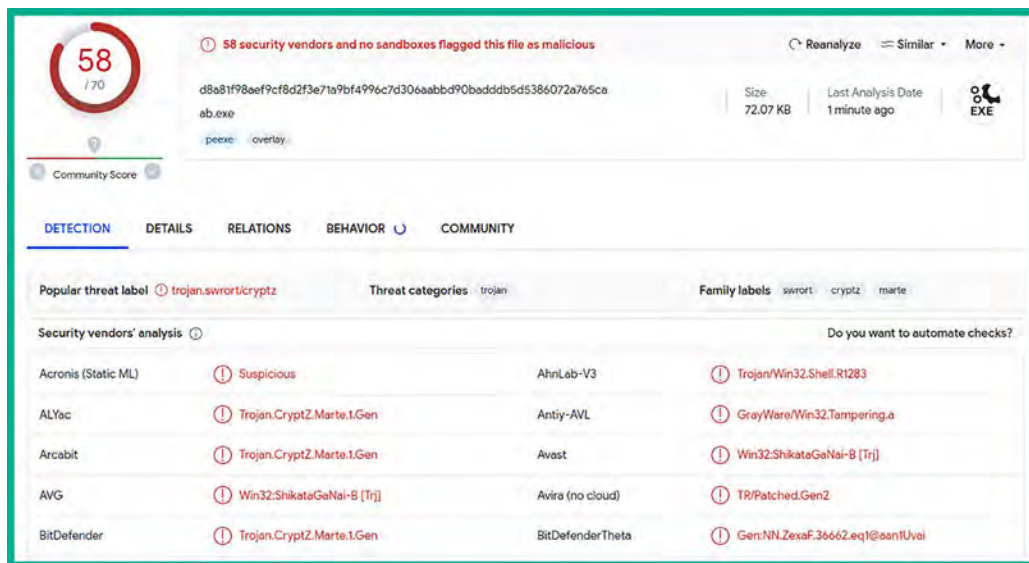 58
/70
Community Score
58 security vendors and no sandboxes flagged this file as malicious
Reanalyze Similar More
d8a81f98aef9cf8d2f3e71a9bf4996c7d306aabbd90badddb5d5386072a765ca
ab.exe
peexe overlay
Size
72.07 KB
Last Analysis Date
1 minute ago
EXE
DETECTION DETAILS RELATIONS BEHAVIOR COMMUNITY
Popular threat label trojan.swrort/cryptz Threat categories trojan Family labels swrort cryptz marte
Security vendors' analysis Do you want to automate checks?
Acronis (Static ML) Suspicious AhnLab-V3 Trojan/Win32.Shell.R1283
ALYac Trojan.CryptZ.Marte.1.Gen Antiy-AVL GrayWare/Win32.Tampering.a
Arcabit Trojan.CryptZ.Marte.1.Gen Avast Win32:ShikataGaNai-B [Trj]
AVG Win32:ShikataGaNai-B [Trj] Avira (no cloud) TR/Patched.Gen2
BitDefender Trojan.CryptZ.Marte.1.Gen BitDefenderTheta Gen:NN.ZexaF.36662.eq1@aan1Uvai